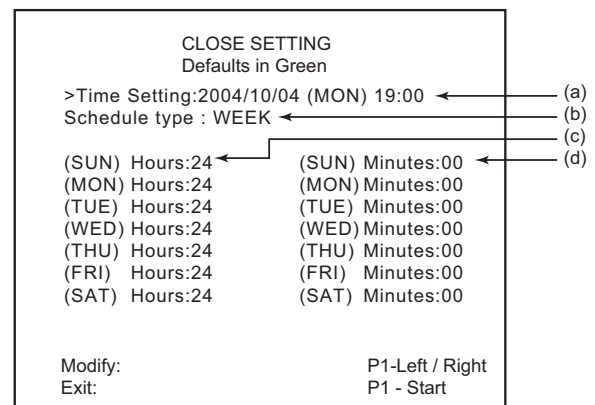 CLOSE SETTING
Defaults in Green
>Time Setting:2004/10/04 (MON) 19:00 (a)
Schedule type : WEEK (b)
(c)
(SUN) Hours:24 (SUN) Minutes:00 (d)
(MON) Hours:24 (MON) Minutes:00
(TUE) Hours:24 (TUE) Minutes:00
(WED) Hours:24 (WED) Minutes:00
(THU) Hours:24 (THU) Minutes:00
(FRI) Hours:24 (FRI) Minutes:00
(SAT) Hours:24 (SAT) Minutes:00
Modify: P1-Left / Right
Exit: P1 - Start